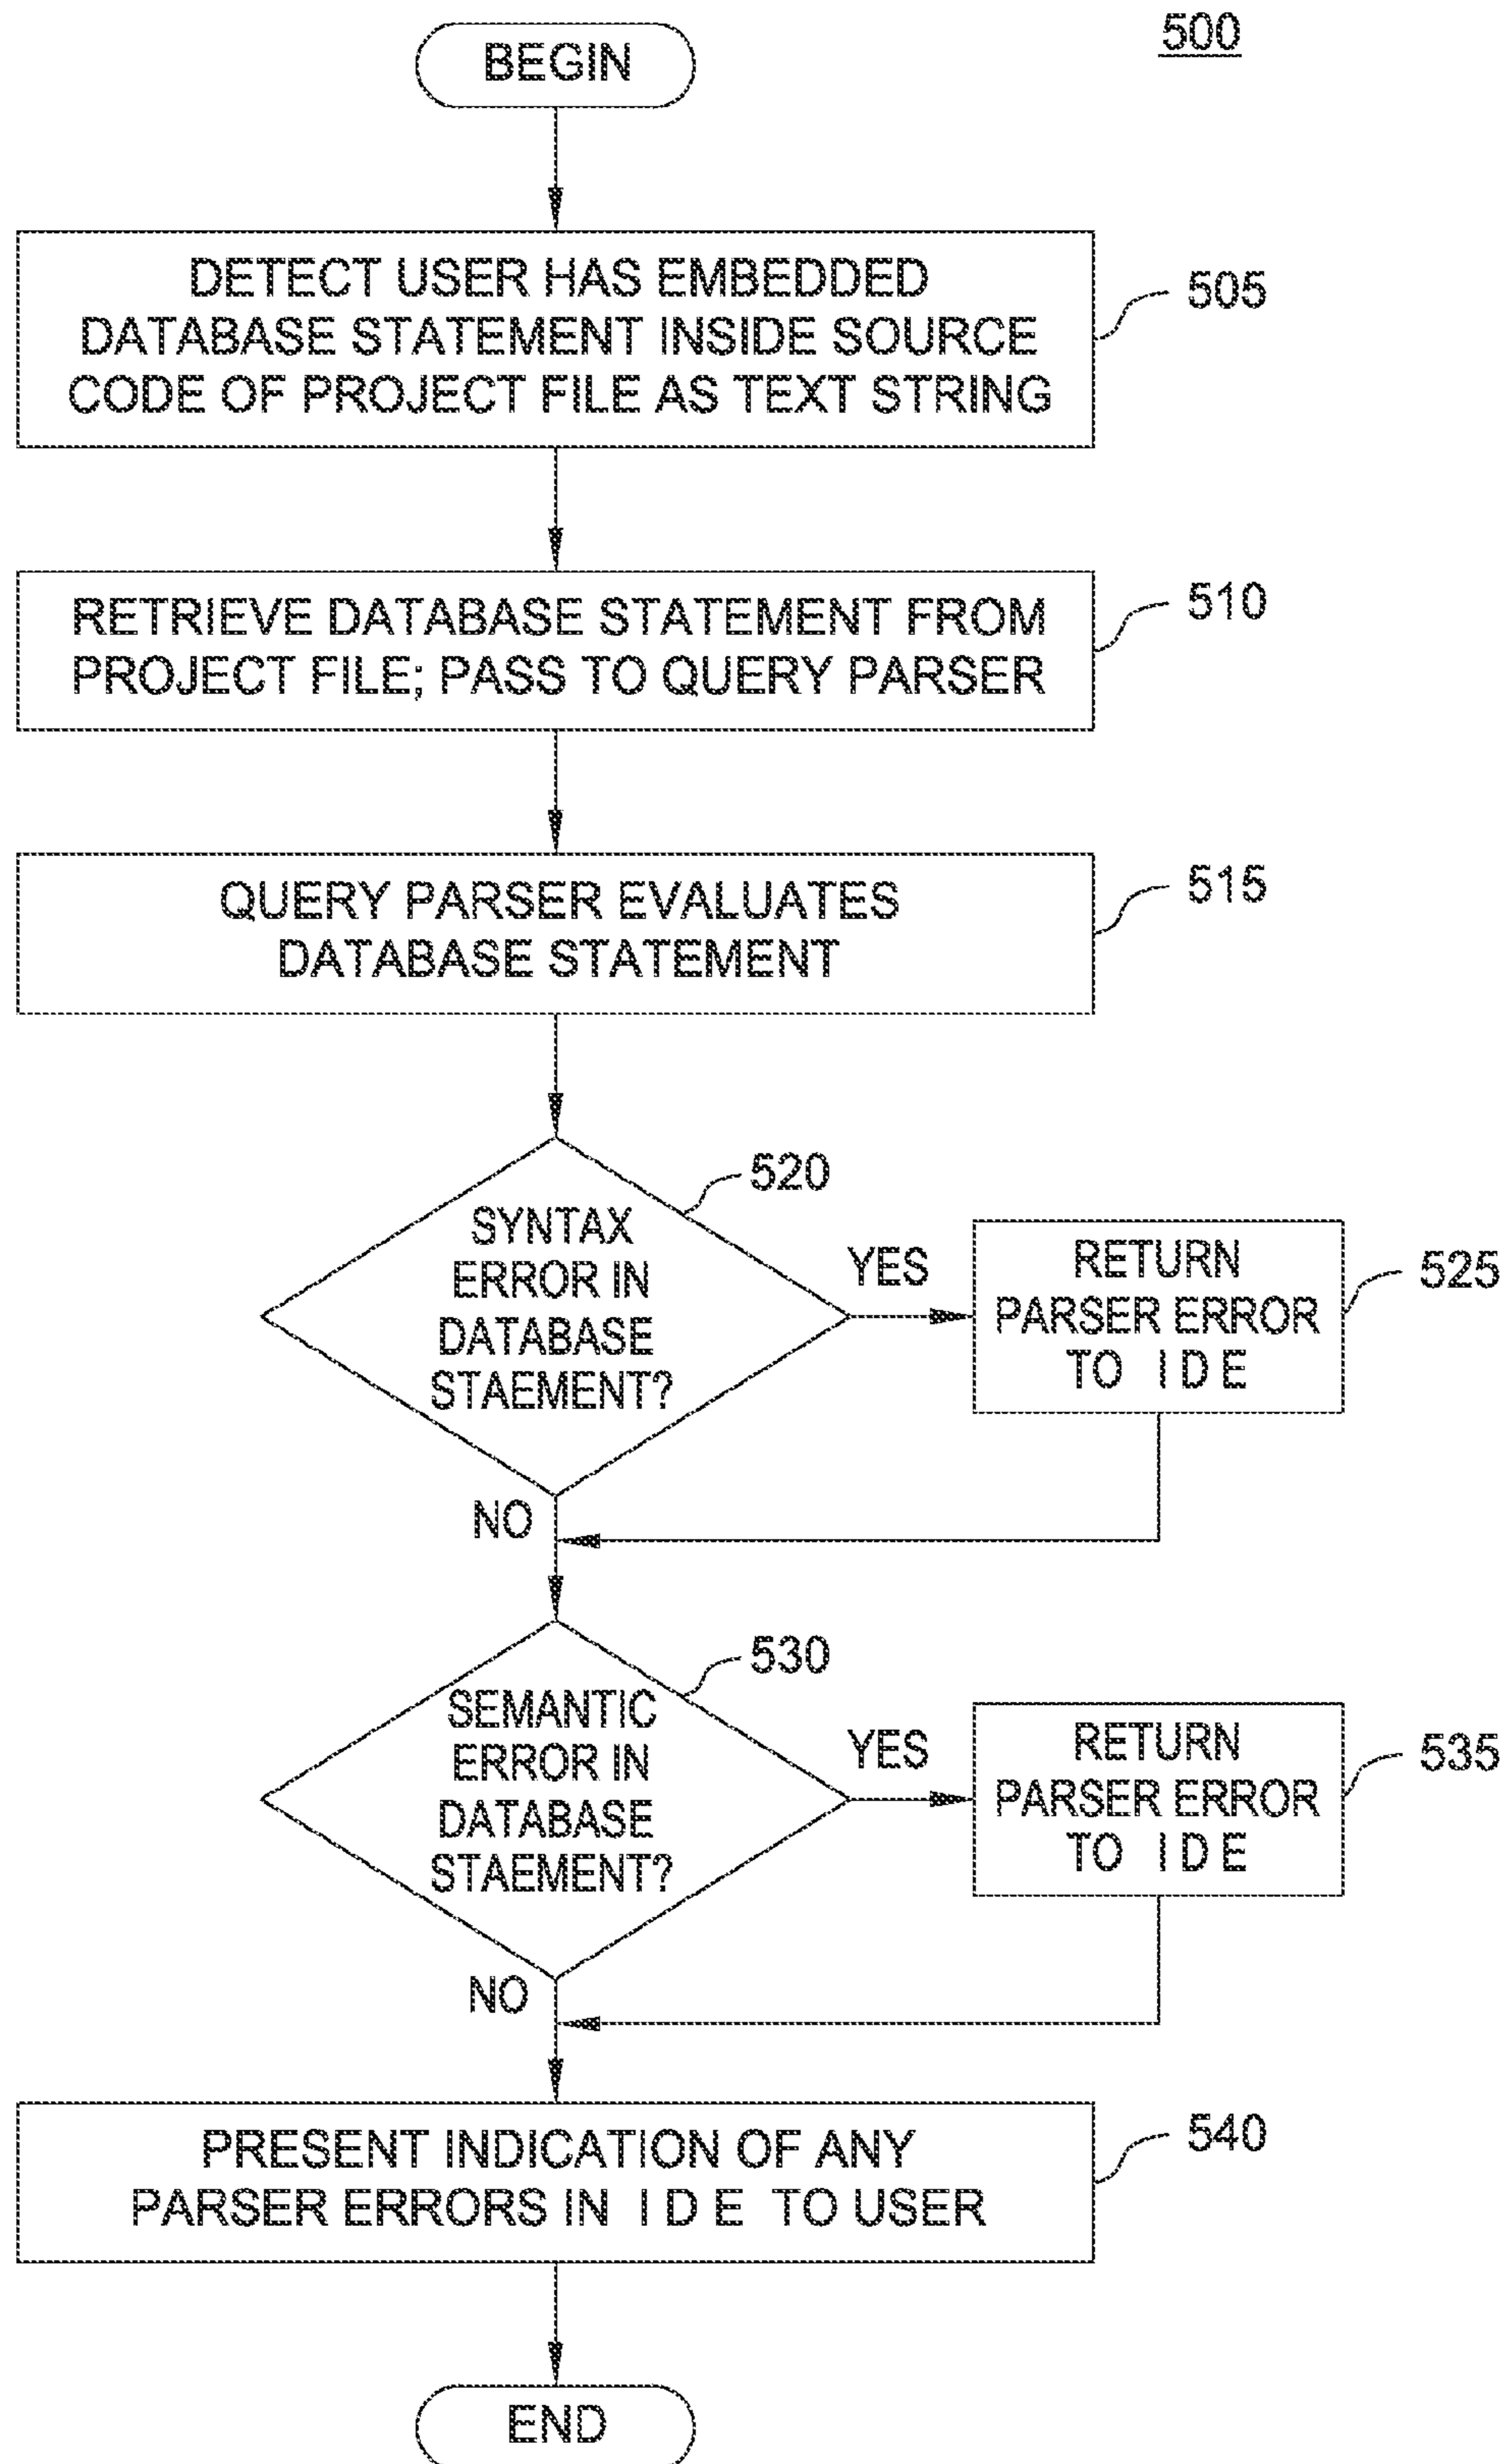 500
BEGIN
DETECT USER HAS EMBEDDED
DATABASE STATEMENT INSIDE SOURCE
CODE OF PROJECT FILE AS TEXT STRING
505
RETRIEVE DATABASE STATEMENT FROM
PROJECT FILE; PASS TO QUERY PARSER
510
QUERY PARSER EVALUATES
DATABASE STATEMENT
515
520
SYNTAX
ERROR IN
DATABASE
STAEMENT?
YES
RETURN
PARSER ERROR
TO I D E
525
NO
530
SEMANTIC
ERROR IN
DATABASE
STAEMENT?
YES
RETURN
PARSER ERROR
TO I D E
535
NO
PRESENT INDICATION OF ANY
PARSER ERRORS IN I D E TO USER
540
END